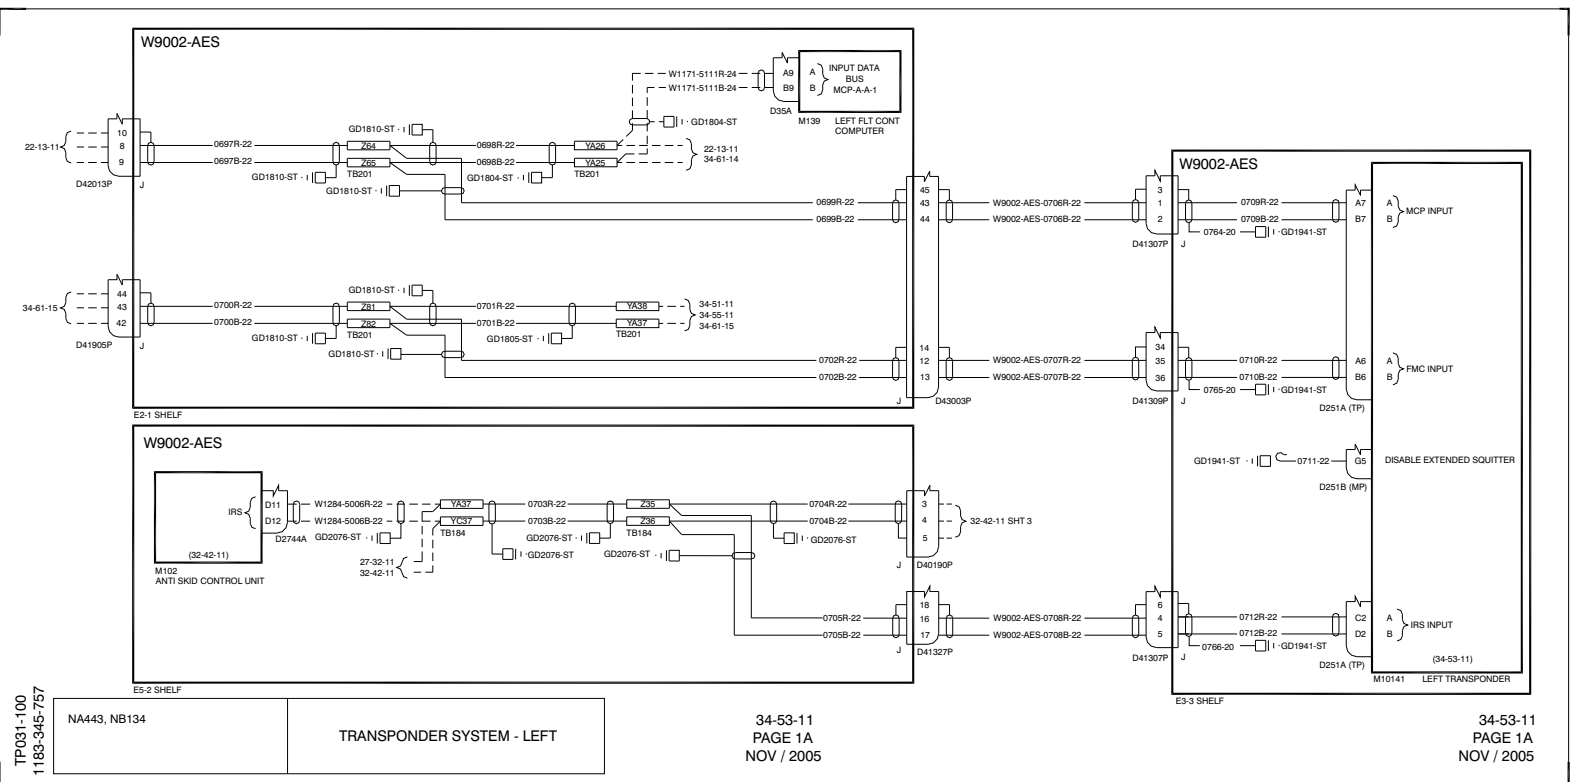 W9002-AES
W1171-5111R-24
W1171-5111B-24
A9
B9
A
B
INPUT DATA
BUS
MCP-A-A-1
D35A
M139
LEFT FLT CONT
COMPUTER
GD1804-ST
22-13-11
10
8
9
D42013P
J
0697R-22
0697B-22
GD1810-ST
GD1810-ST
GD1810-ST
Z64
Z65
TB201
0698R-22
0698B-22
GD1804-ST
YA26
YA25
TB201
22-13-11
34-61-14
0699R-22
0699B-22
45
43
44
34-61-15
44
43
42
D41905P
J
0700R-22
0700B-22
GD1810-ST
GD1810-ST
GD1810-ST
Z81
Z82
TB201
0701R-22
0701B-22
GD1805-ST
YA38
YA37
TB201
34-51-11
34-55-11
34-61-15
0702R-22
0702B-22
14
12
13
J
D43003P
E2-1 SHELF
W9002-AES-0706R-22
W9002-AES-0706B-22
W9002-AES-0707R-22
W9002-AES-0707B-22
W9002-AES
3
1
2
D41307P
J
0709R-22
0709B-22
0764-20
GD1941-ST
A7
B7
A
B
MCP INPUT
34
35
36
D41309P
J
0710R-22
0710B-22
0765-20
GD1941-ST
A6
B6
A
B
FMC INPUT
D251A (TP)
GD1941-ST
0711-22
G5
DISABLE EXTENDED SQUITTER
D251B (MP)
6
4
5
D41307P
J
0712R-22
0712B-22
0766-20
GD1941-ST
C2
D2
A
B
IRS INPUT
D251A (TP)
(34-53-11)
M10141
LEFT TRANSPONDER
E3-3 SHELF
W9002-AES
IRS
D11
D12
D2744A
(32-42-11)
M102
ANTI SKID CONTROL UNIT
W1284-5006R-22
W1284-5006B-22
GD2076-ST
27-32-11
32-42-11
YA37
YC37
TB184
0703R-22
0703B-22
GD2076-ST
GD2076-ST
GD2076-ST
Z35
Z36
TB184
0704R-22
0704B-22
GD2076-ST
3
4
5
J
D40190P
32-42-11 SHT 3
0705R-22
0705B-22
18
16
17
J
D41327P
W9002-AES-0708R-22
W9002-AES-0708B-22
E5-2 SHELF
TP031-100
1183-345-757
NA443, NB134
TRANSPONDER SYSTEM - LEFT
34-53-11
PAGE 1A
NOV / 2005
34-53-11
PAGE 1A
NOV / 2005